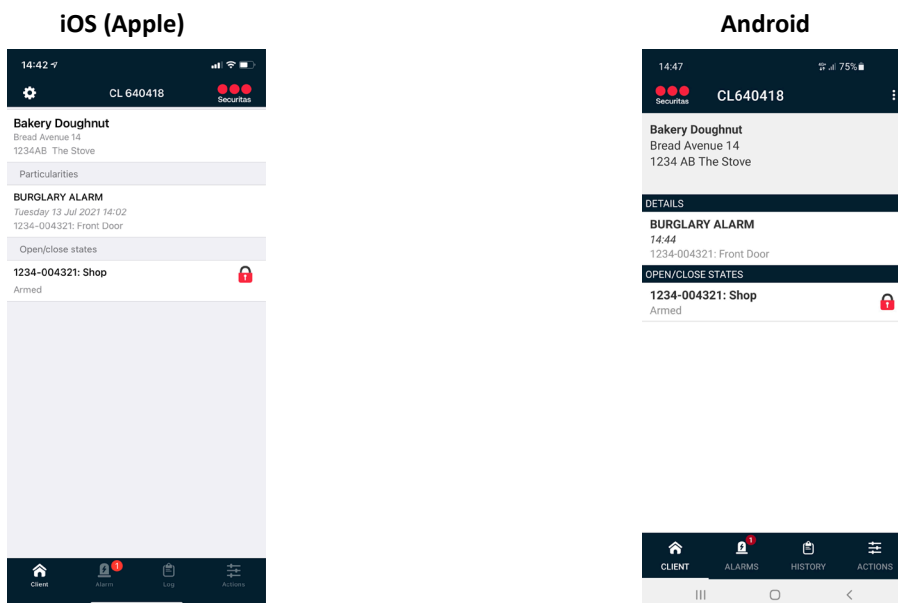 iOS (Apple)
14:42
CL 640418
Securitas
Bakery Doughnut
Bread Avenue 14
1234AB  The Stove
Particularities
BURGLARY ALARM
Tuesday 13 Jul 2021 14:02
1234-004321: Front Door
Open/close states
1234-004321: Shop
Armed
1
Client
Alarm
Log
Actions
Android
14:47
75%
Securitas
CL640418
Bakery Doughnut
Bread Avenue 14
1234 AB The Stove
DETAILS
BURGLARY ALARM
14:44
1234-004321: Front Door
OPEN/CLOSE STATES
1234-004321: Shop
Armed
1
CLIENT
ALARMS
HISTORY
ACTIONS